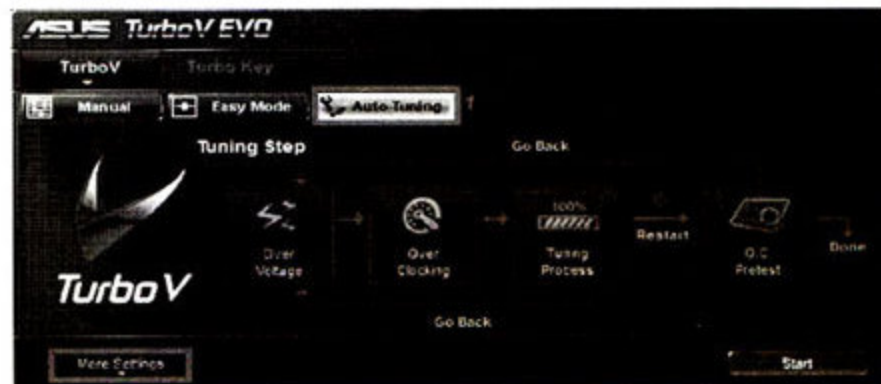 ASUS TurboV EVO
TurboV Turbo Key
Manual Easy Mode Auto Tuning 1
Tuning Step
Go Back
100%
Over Voltage
Over Clocking
Tuning Process
Restart
O.C Pretest
Done
TurboV
Go Back
More Settings
Start